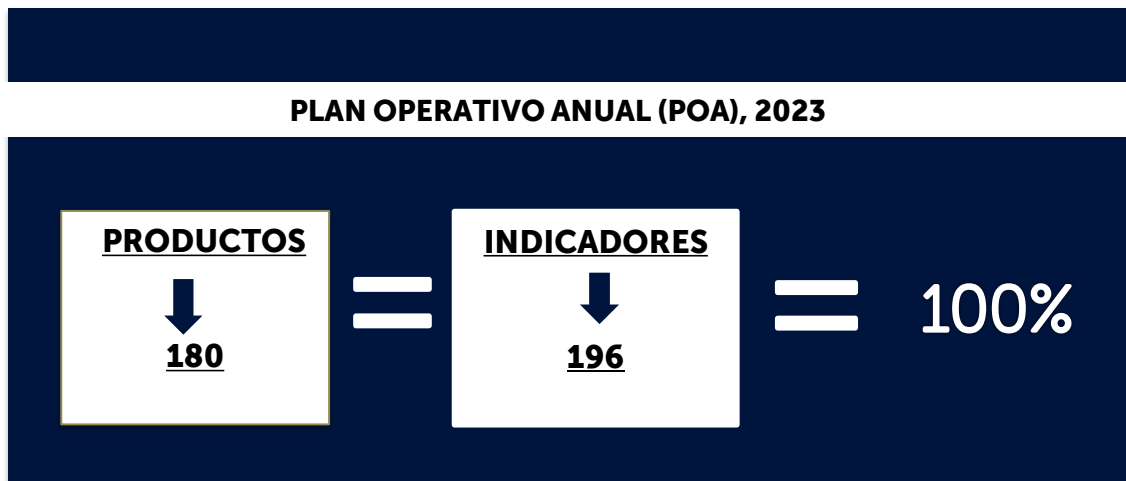 PLAN OPERATIVO ANUAL (POA), 2023
PRODUCTOS
180
INDICADORES
196
100%